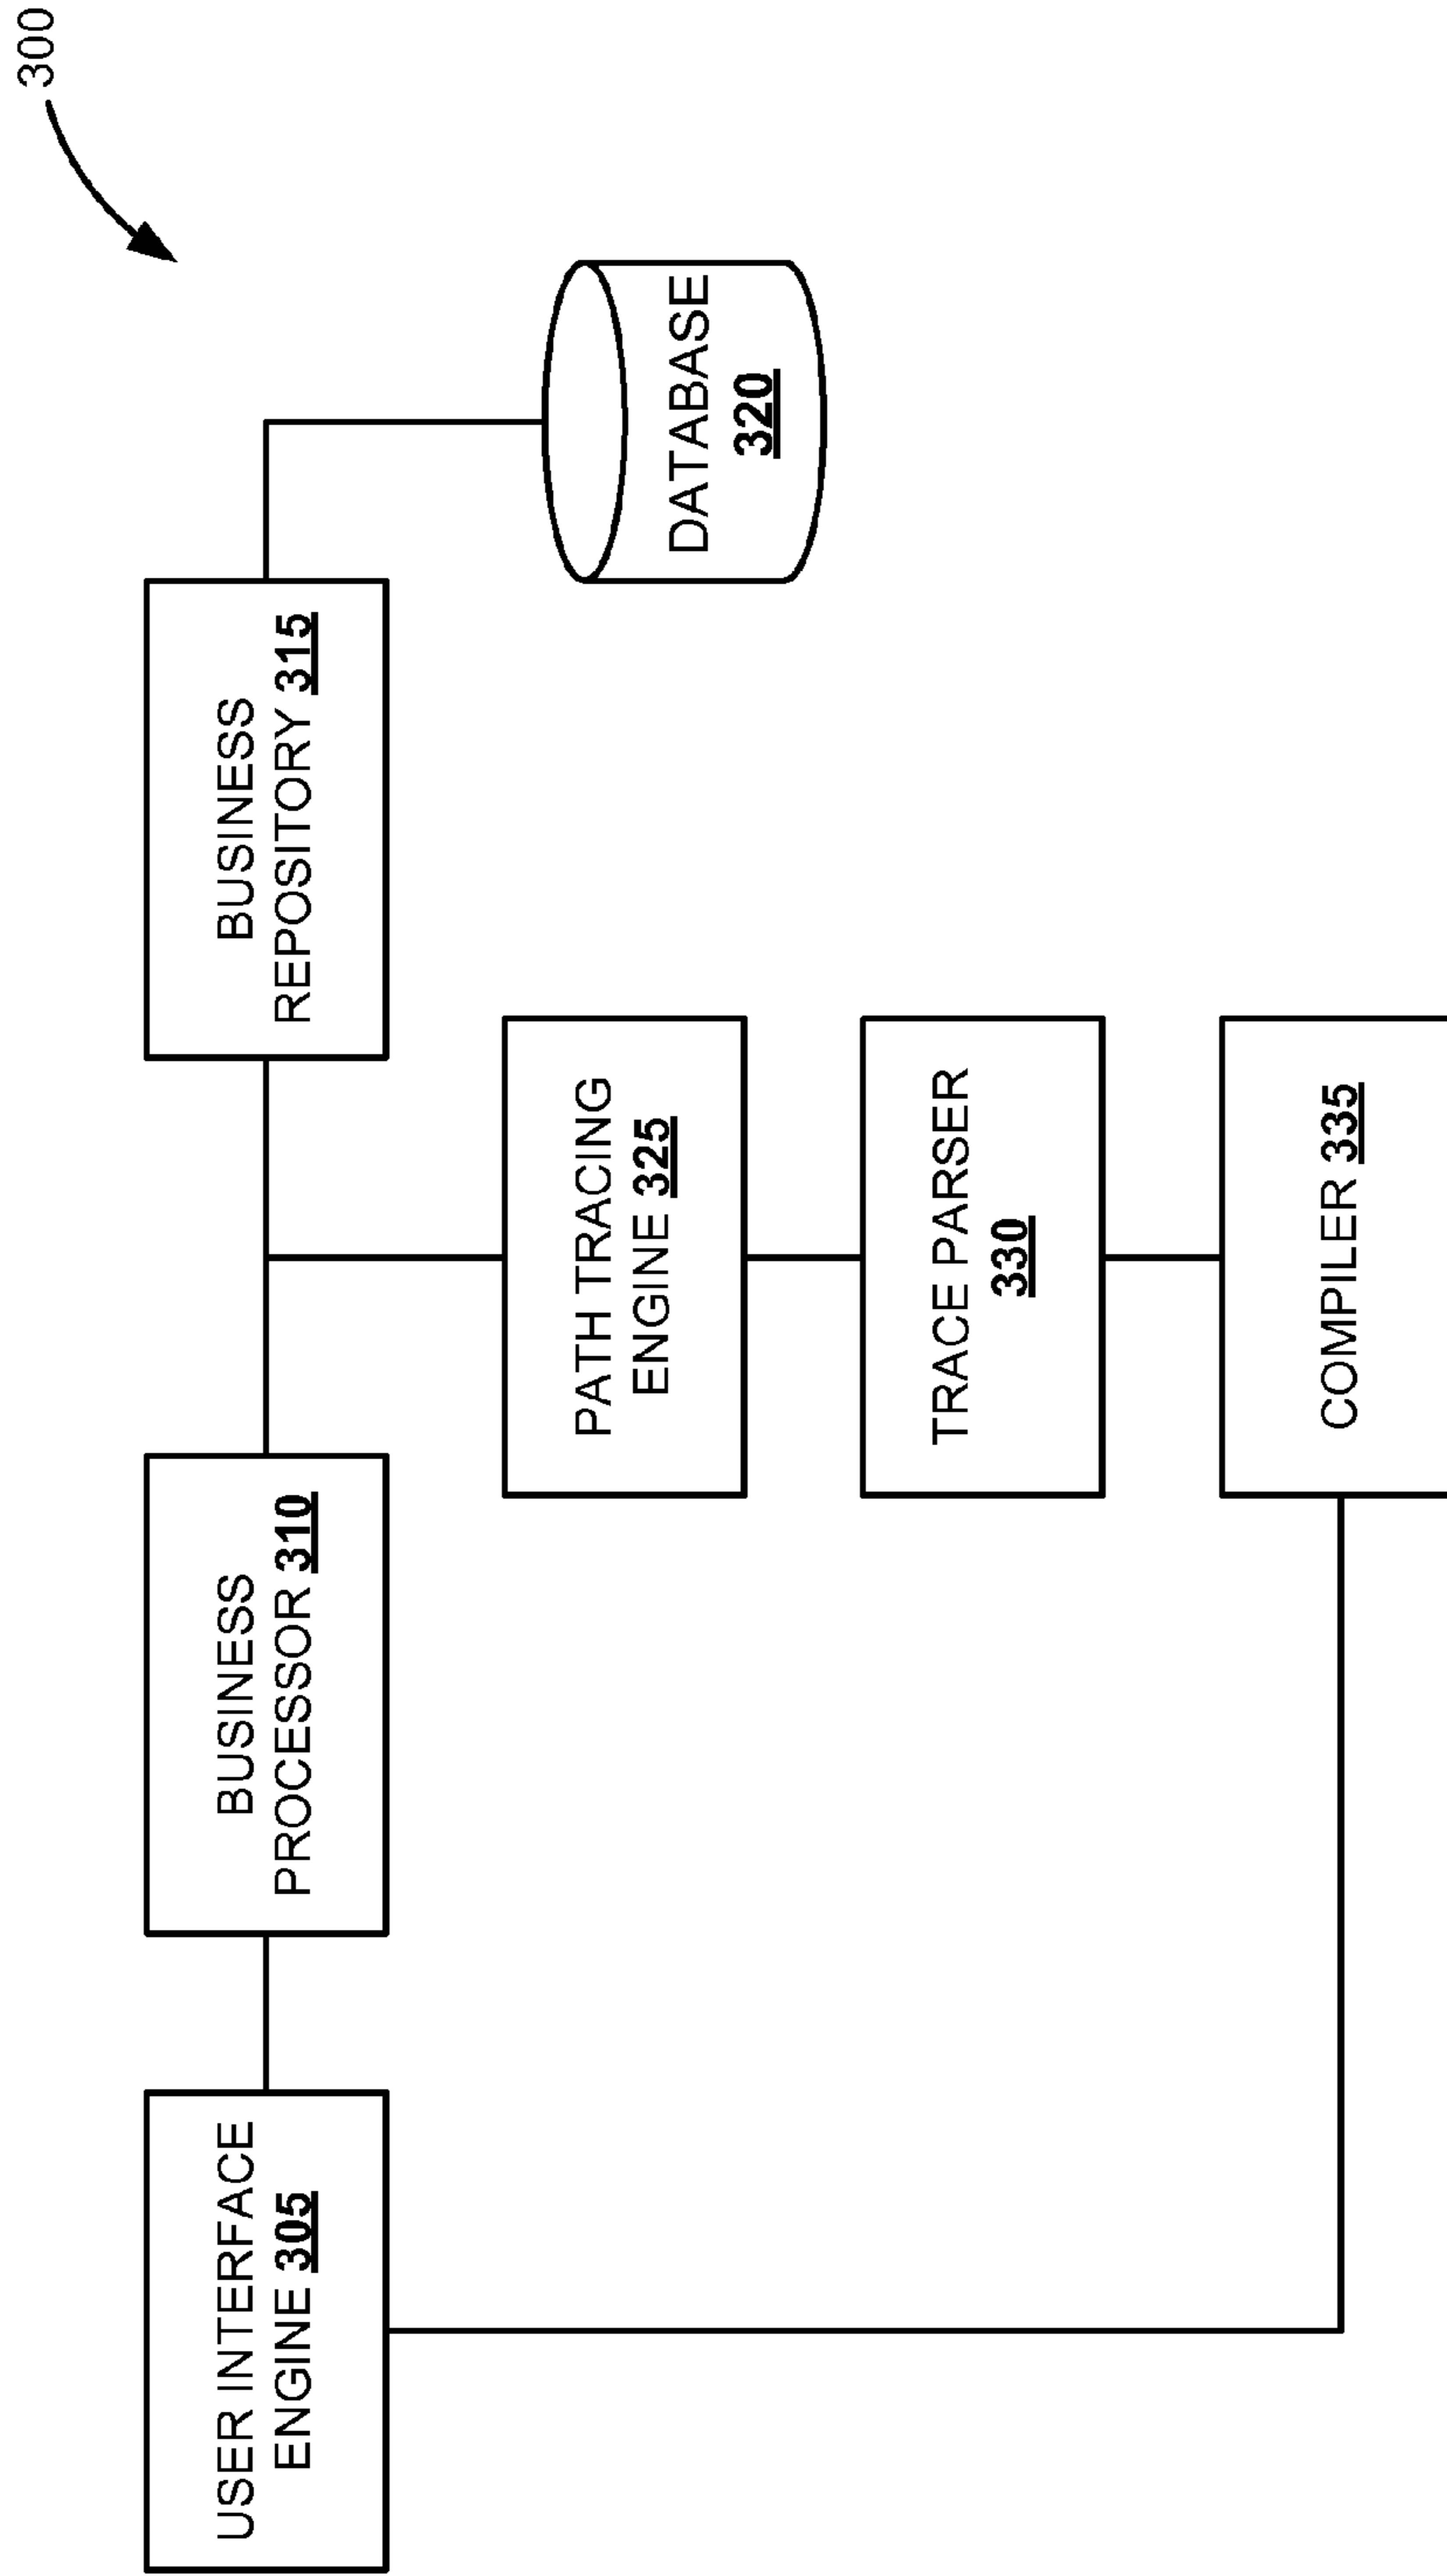 300
USER INTERFACE
ENGINE 305
BUSINESS
PROCESSOR 310
BUSINESS
REPOSITORY 315
DATABASE
320
PATH TRACING
ENGINE 325
TRACE PARSER
330
COMPILER 335